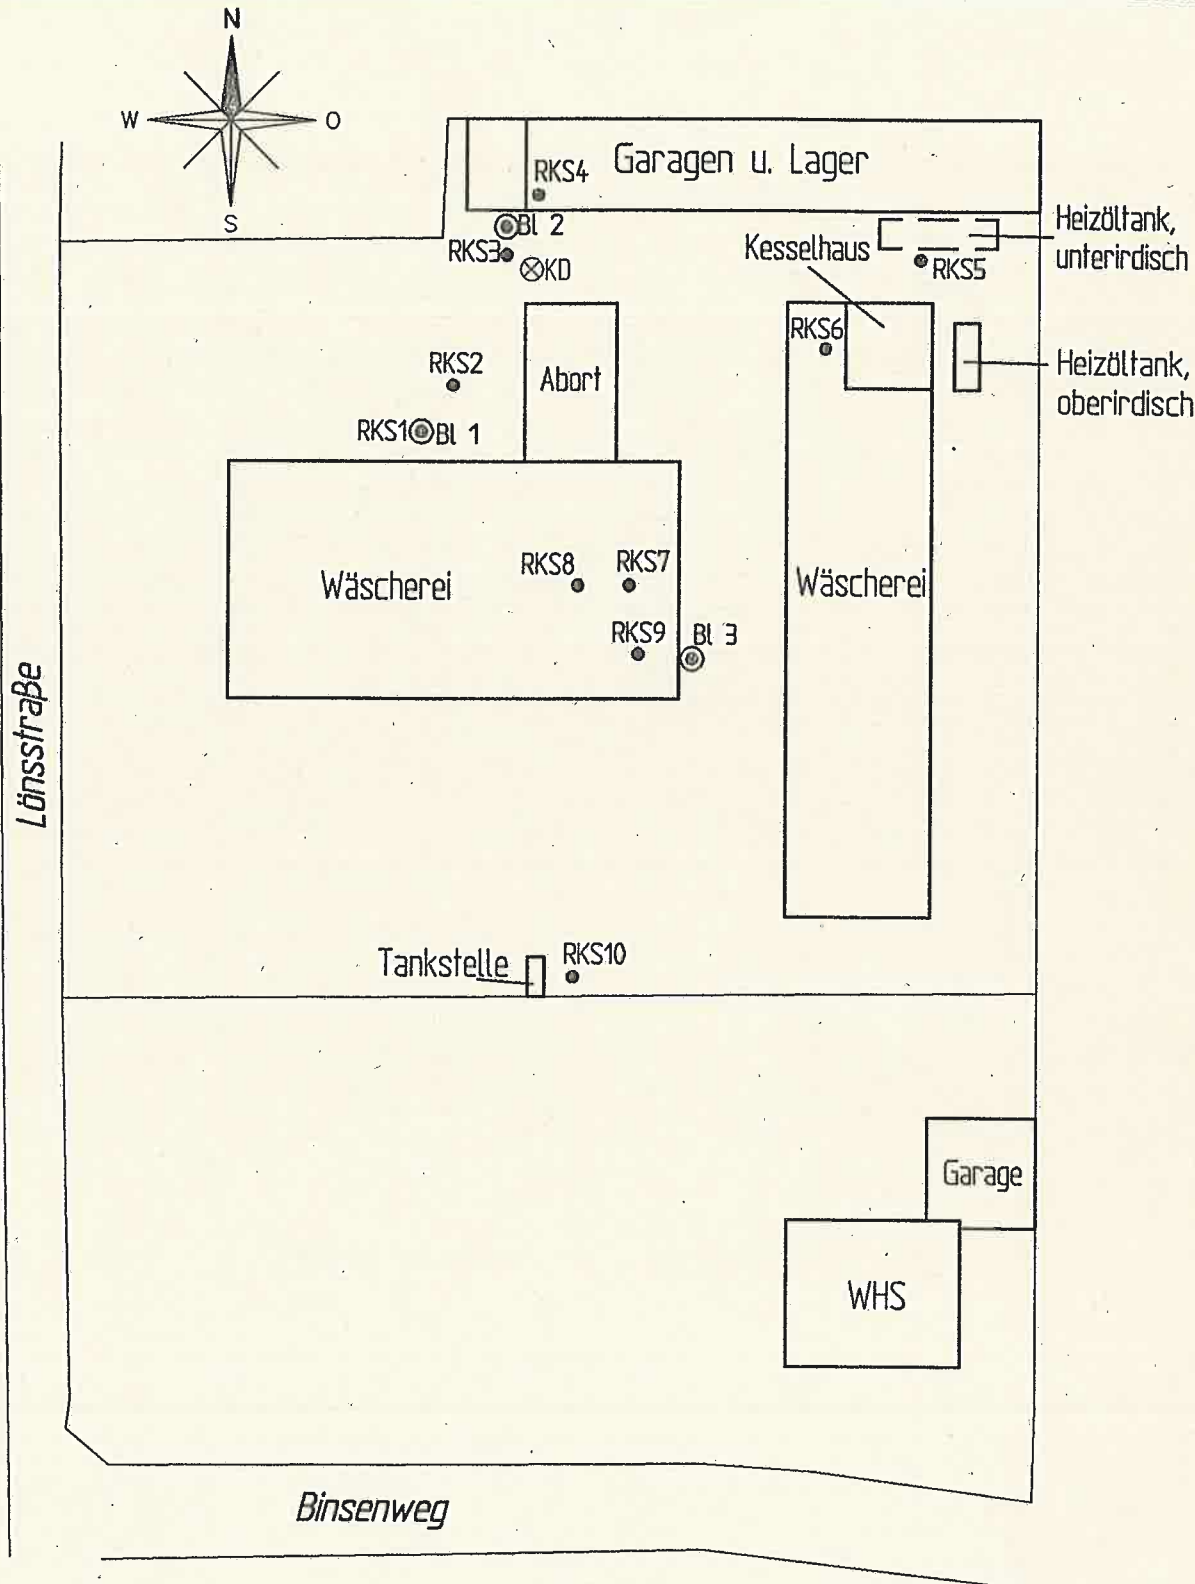 N
W
O
S
RKS4
Garagen u. Lager
Bl 2
RKS3
KD
Kesselhaus
Heizöltank,
unterirdisch
RKS5
RKS6
RKS2
Abort
Heizöltank,
oberirdisch
RKS1
Bl 1
RKS8
RKS7
Wäscherei
Wäscherei
RKS9
Bl 3
Lönsstraße
Tankstelle
RKS10
Garage
WHS
Binsenweg